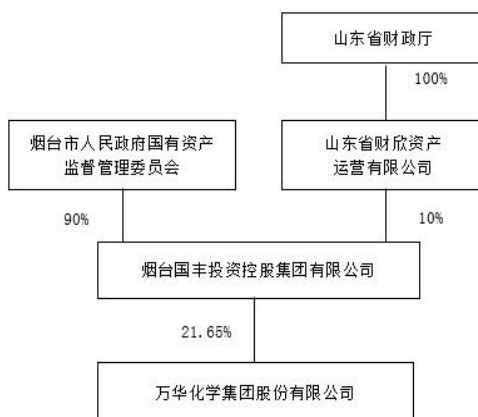 山东省财政厅
100%
烟台市人民政府国有资产
监督管理委员会
山东省财欣资产
运营有限公司
90%
10%
烟台国丰投资控股集团有限公司
21.65%
万华化学集团股份有限公司